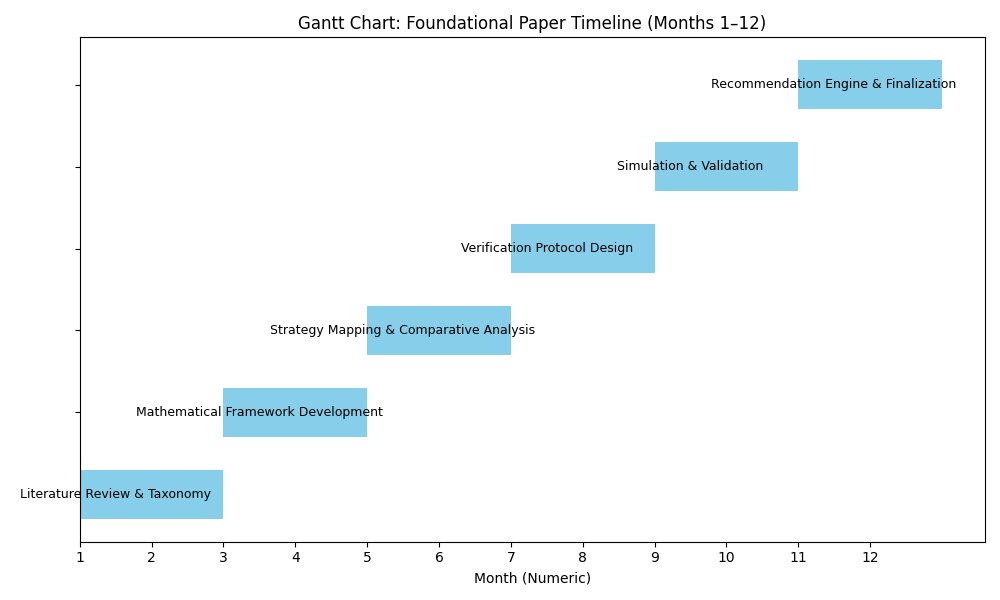 Gantt Chart: Foundational Paper Timeline (Months 1–12)
Recommendation Engine & Finalization
Simulation & Validation
Verification Protocol Design
Strategy Mapping & Comparative Analysis
Mathematical Framework Development
Literature Review & Taxonomy
1 2 3 4 5 6 7 8 9 10 11 12
Month (Numeric)